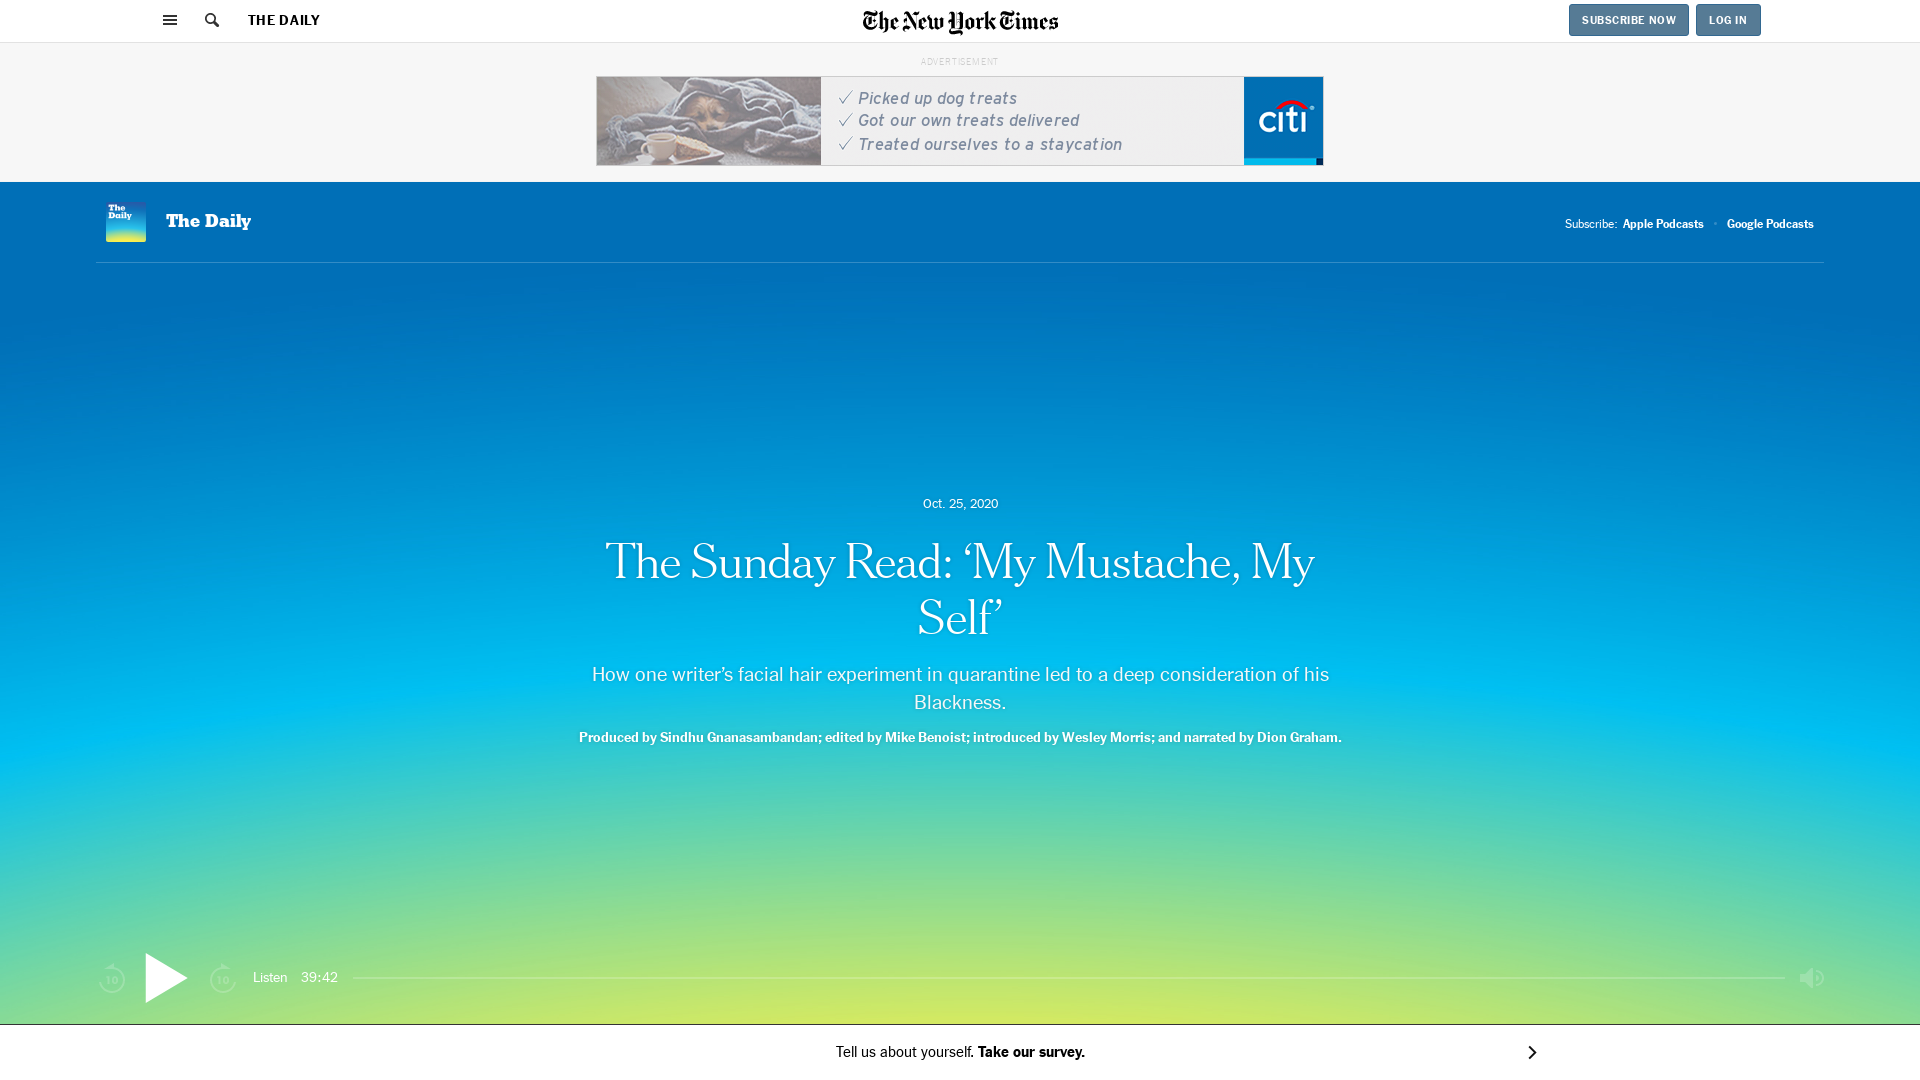 THE DAILY
The New York Times
SUBSCRIBE NOW
LOG IN
ADVERTISEMENT
✓ Picked up dog treats
✓ Got our own treats delivered
✓ Treated ourselves to a staycation
citi®
The Daily
The Daily
Subscribe: Apple Podcasts • Google Podcasts
Oct. 25, 2020
The Sunday Read: ‘My Mustache, My
Self’
How one writer’s facial hair experiment in quarantine led to a deep consideration of his
Blackness.
Produced by Sindhu Gnanasambandan; edited by Mike Benoist; introduced by Wesley Morris; and narrated by Dion Graham.
10
10
Listen 39:42
Tell us about yourself. Take our survey.